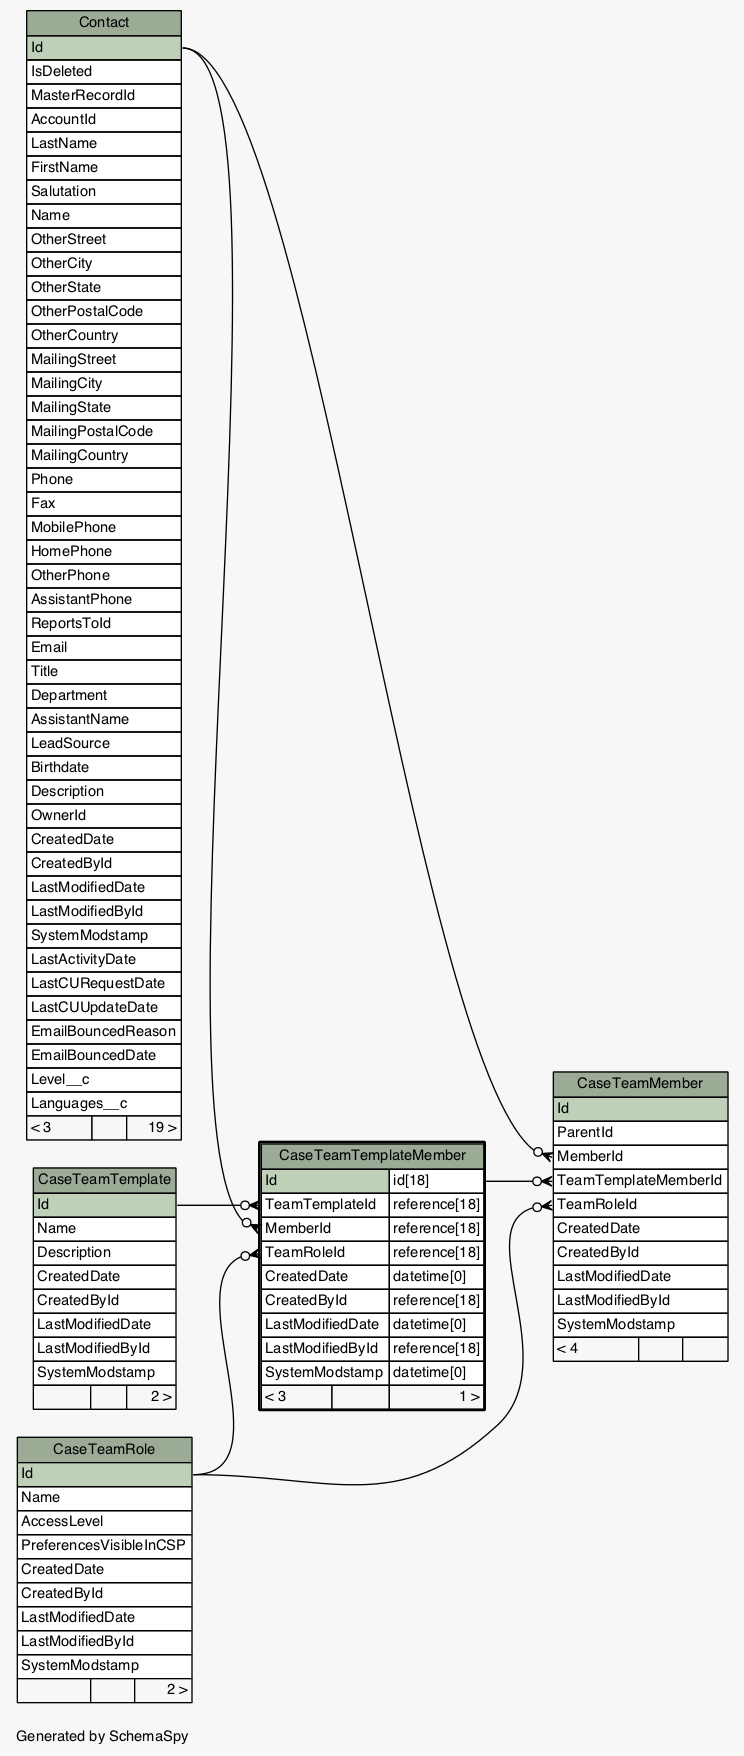 Contact
Id
IsDeleted
MasterRecordId
AccountId
LastName
FirstName
Salutation
Name
OtherStreet
OtherCity
OtherState
OtherPostalCode
OtherCountry
MailingStreet
MailingCity
MailingState
MailingPostalCode
MailingCountry
Phone
Fax
MobilePhone
HomePhone
OtherPhone
AssistantPhone
ReportsToId
Email
Title
Department
AssistantName
LeadSource
Birthdate
Description
OwnerId
CreatedDate
CreatedById
LastModifiedDate
LastModifiedById
SystemModstamp
LastActivityDate
LastCURequestDate
LastCUUpdateDate
EmailBouncedReason
EmailBouncedDate
Level__c
Languages__c
< 3 19 >
CaseTeamTemplate
Id
Name
Description
CreatedDate
CreatedById
LastModifiedDate
LastModifiedById
SystemModstamp
2 >
CaseTeamTemplateMember
Id id[18]
TeamTemplateId reference[18]
MemberId reference[18]
TeamRoleId reference[18]
CreatedDate datetime[0]
CreatedById reference[18]
LastModifiedDate datetime[0]
LastModifiedById reference[18]
SystemModstamp datetime[0]
< 3 1 >
CaseTeamMember
Id
ParentId
MemberId
TeamTemplateMemberId
TeamRoleId
CreatedDate
CreatedById
LastModifiedDate
LastModifiedById
SystemModstamp
< 4
CaseTeamRole
Id
Name
AccessLevel
PreferencesVisibleInCSP
CreatedDate
CreatedById
LastModifiedDate
LastModifiedById
SystemModstamp
2 >
Generated by SchemaSpy